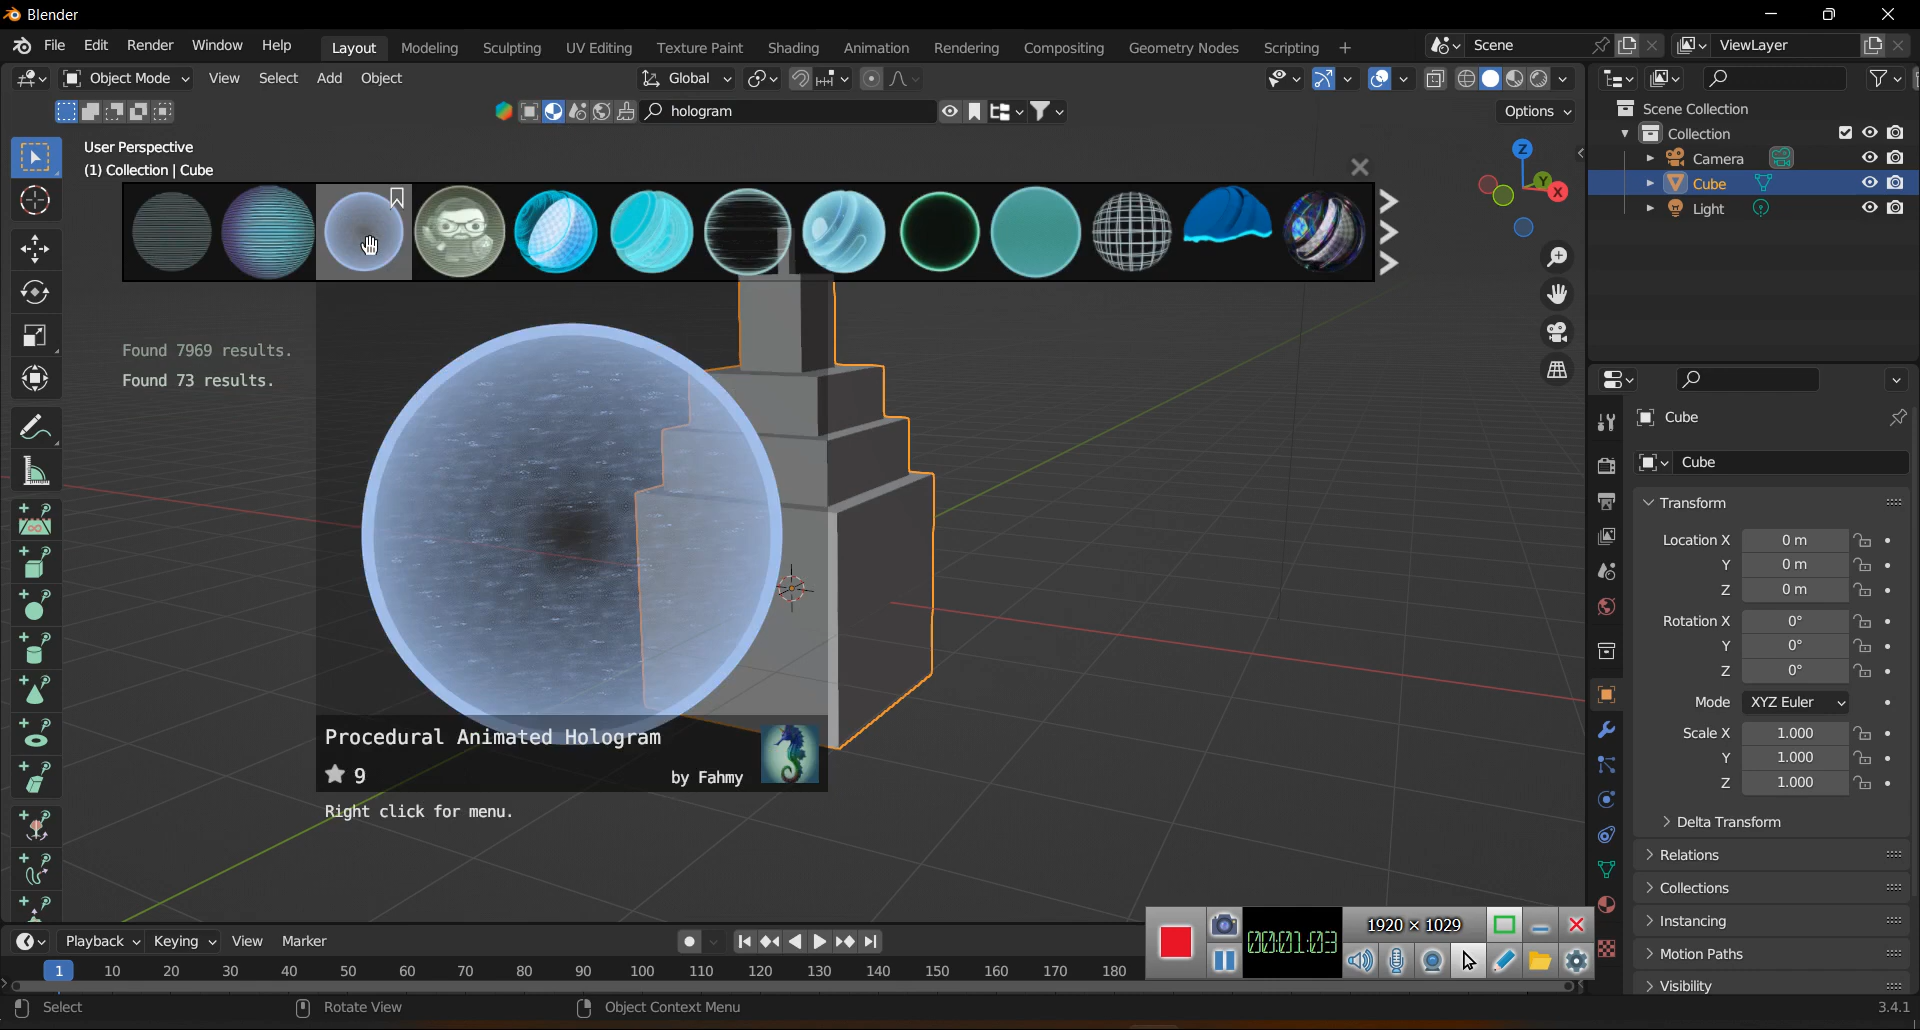 Blender
File Edit Render Window Help Layout Modeling Sculpting UV Editing Texture Paint Shading Animation Rendering Compositing Geometry Nodes Scripting + Scene ViewLayer
Object Mode View Select Add Object Global
hologram Options
User Perspective
(1) Collection | Cube
Z
Y
X
Found 7969 results.
Found 73 results.
Procedural Animated Hologram
9 by Fahmy
Right click for menu.
Scene Collection
Collection
Camera
Cube
Light
Cube
Cube
Transform
Location X 0 m
Y 0 m
Z 0 m
Rotation X 0°
Y 0°
Z 0°
Mode XYZ Euler
Scale X 1.000
Y 1.000
Z 1.000
Delta Transform
Relations
Collections
Instancing
Motion Paths
Visibility
00:01:03 1920 × 1029
Playback Keying View Marker
1 10 20 30 40 50 60 70 80 90 100 110 120 130 140 150 160 170 180
Select Rotate View Object Context Menu 3.4.1